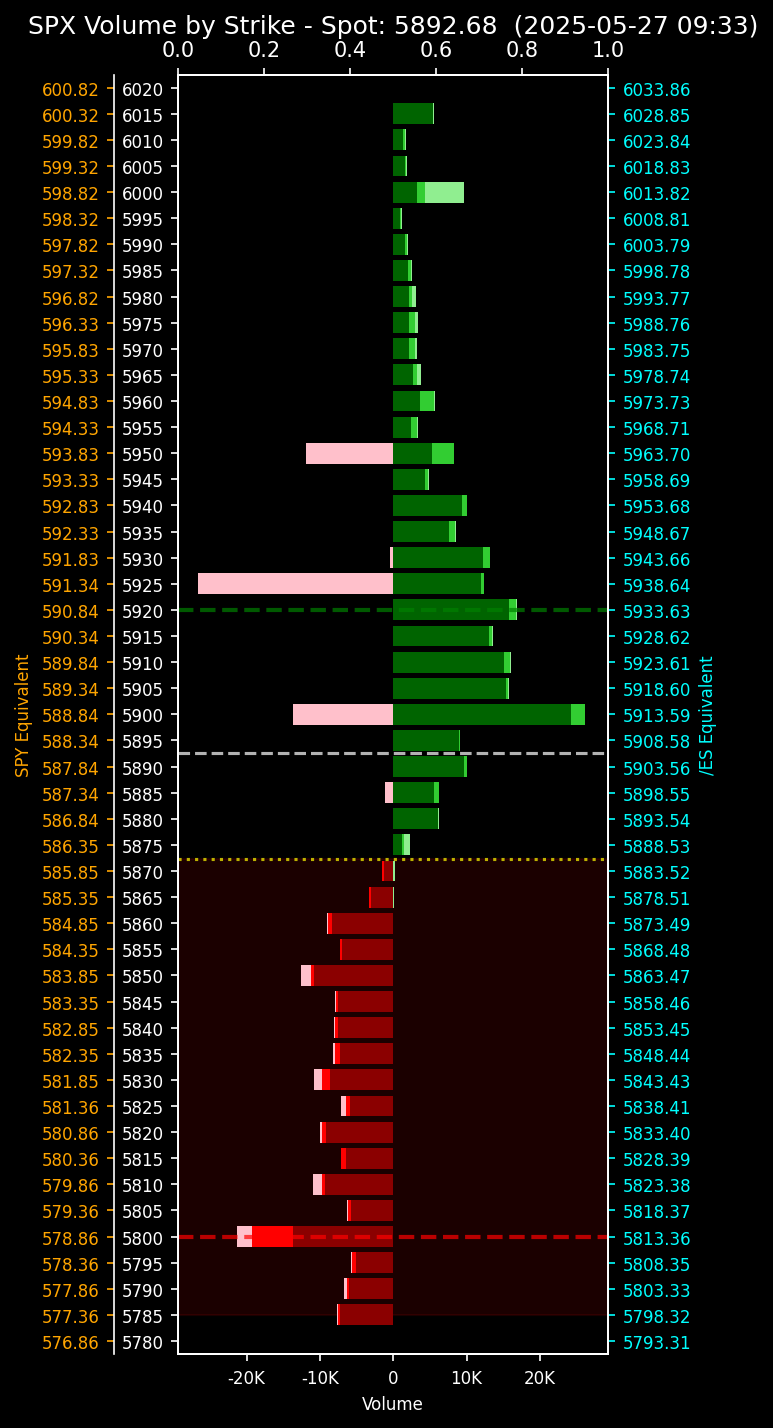 SPX Volume by Strike - Spot: 5892.68  (2025-05-27 09:33)
0.0 0.2 0.4 0.6 0.8 1.0
600.82 6020 6033.86
600.32 6015 6028.85
599.82 6010 6023.84
599.32 6005 6018.83
598.82 6000 6013.82
598.32 5995 6008.81
597.82 5990 6003.79
597.32 5985 5998.78
596.82 5980 5993.77
596.33 5975 5988.76
595.83 5970 5983.75
595.33 5965 5978.74
594.83 5960 5973.73
594.33 5955 5968.71
593.83 5950 5963.70
593.33 5945 5958.69
592.83 5940 5953.68
592.33 5935 5948.67
591.83 5930 5943.66
591.34 5925 5938.64
590.84 5920 5933.63
590.34 5915 5928.62
589.84 5910 5923.61
589.34 5905 5918.60
588.84 5900 5913.59
588.34 5895 5908.58
587.84 5890 5903.56
587.34 5885 5898.55
586.84 5880 5893.54
586.35 5875 5888.53
585.85 5870 5883.52
585.35 5865 5878.51
584.85 5860 5873.49
584.35 5855 5868.48
583.85 5850 5863.47
583.35 5845 5858.46
582.85 5840 5853.45
582.35 5835 5848.44
581.85 5830 5843.43
581.36 5825 5838.41
580.86 5820 5833.40
580.36 5815 5828.39
579.86 5810 5823.38
579.36 5805 5818.37
578.86 5800 5813.36
578.36 5795 5808.35
577.86 5790 5803.33
577.36 5785 5798.32
576.86 5780 5793.31
SPY Equivalent
/ES Equivalent
-20K -10K 0 10K 20K
Volume